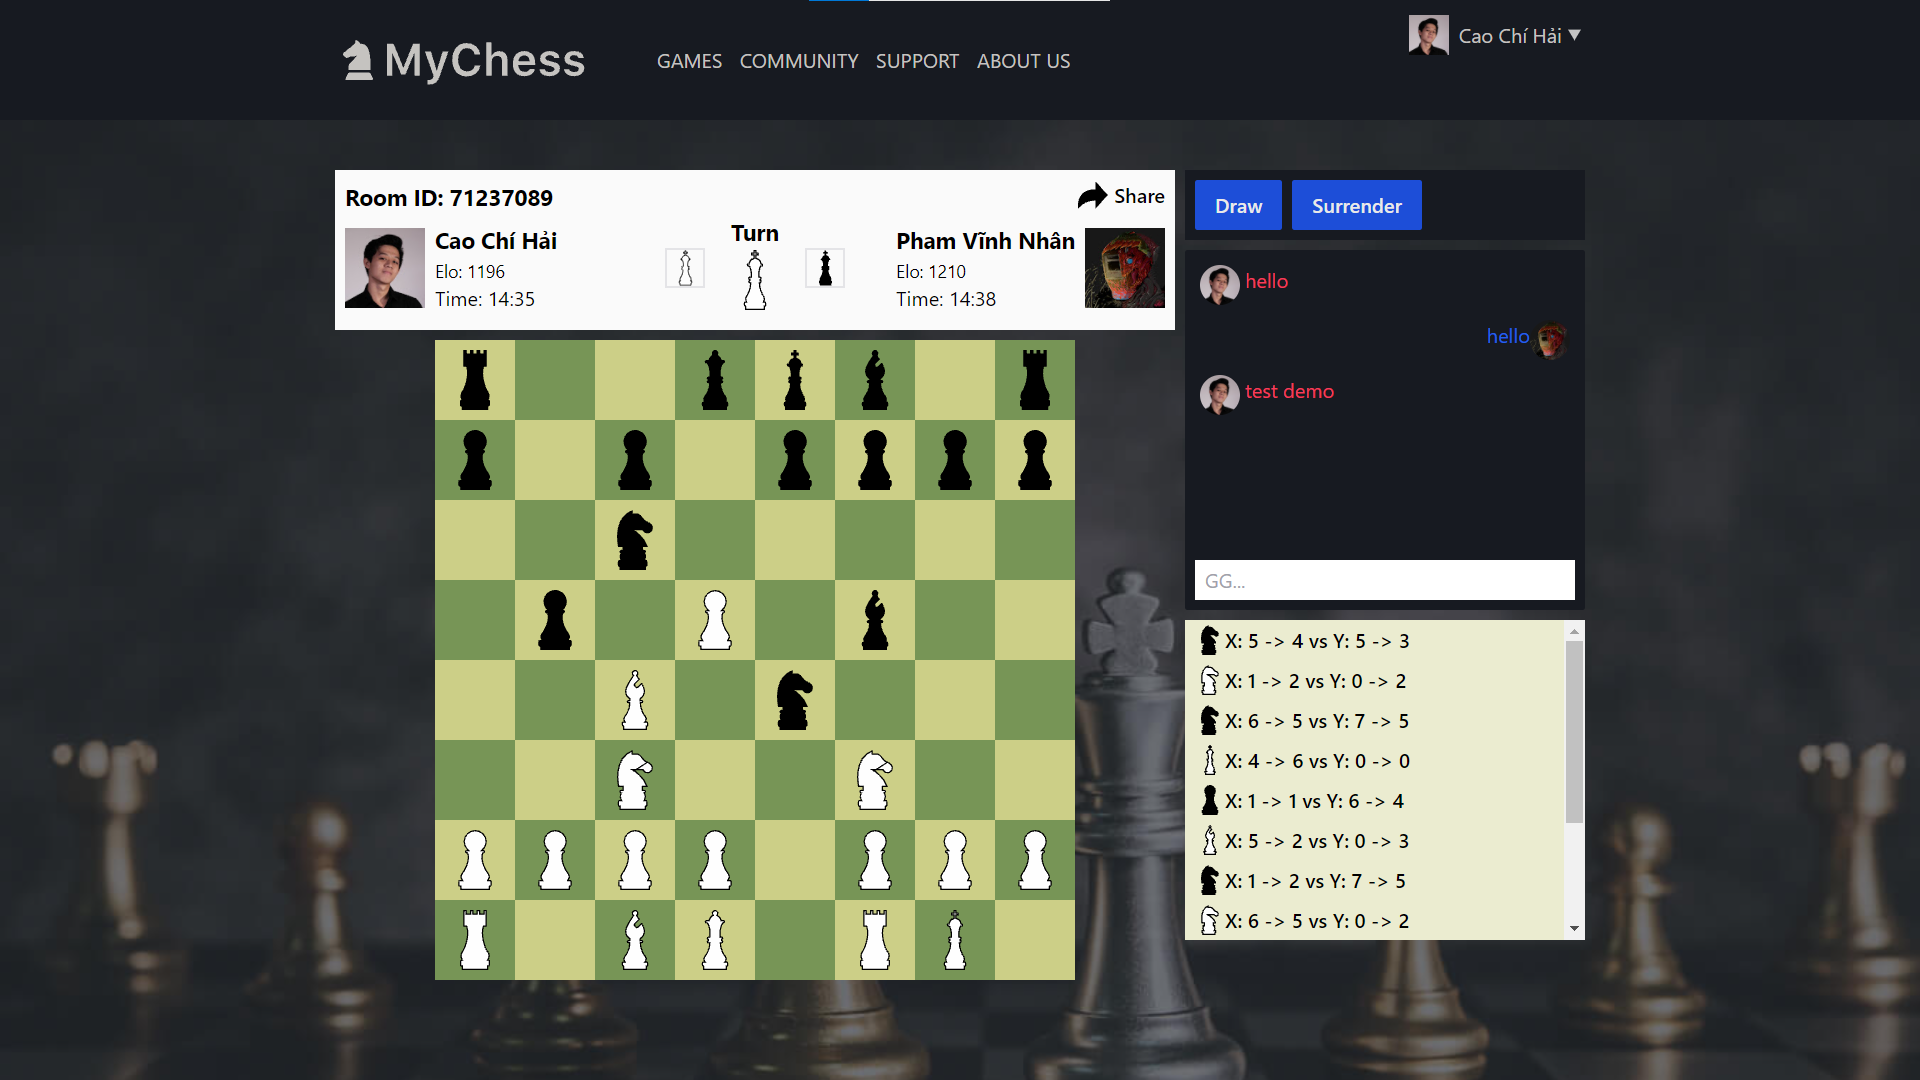 MyChess
GAMES COMMUNITY SUPPORT ABOUT US
Cao Chí Hải ▼
Room ID: 71237089
Share
Cao Chí Hải
Elo: 1196
Time: 14:35
Turn
Pham Vĩnh Nhân
Elo: 1210
Time: 14:38
Draw
Surrender
hello
hello
test demo
GG...
X: 5 -> 4 vs Y: 5 -> 3
X: 1 -> 2 vs Y: 0 -> 2
X: 6 -> 5 vs Y: 7 -> 5
X: 4 -> 6 vs Y: 0 -> 0
X: 1 -> 1 vs Y: 6 -> 4
X: 5 -> 2 vs Y: 0 -> 3
X: 1 -> 2 vs Y: 7 -> 5
X: 6 -> 5 vs Y: 0 -> 2